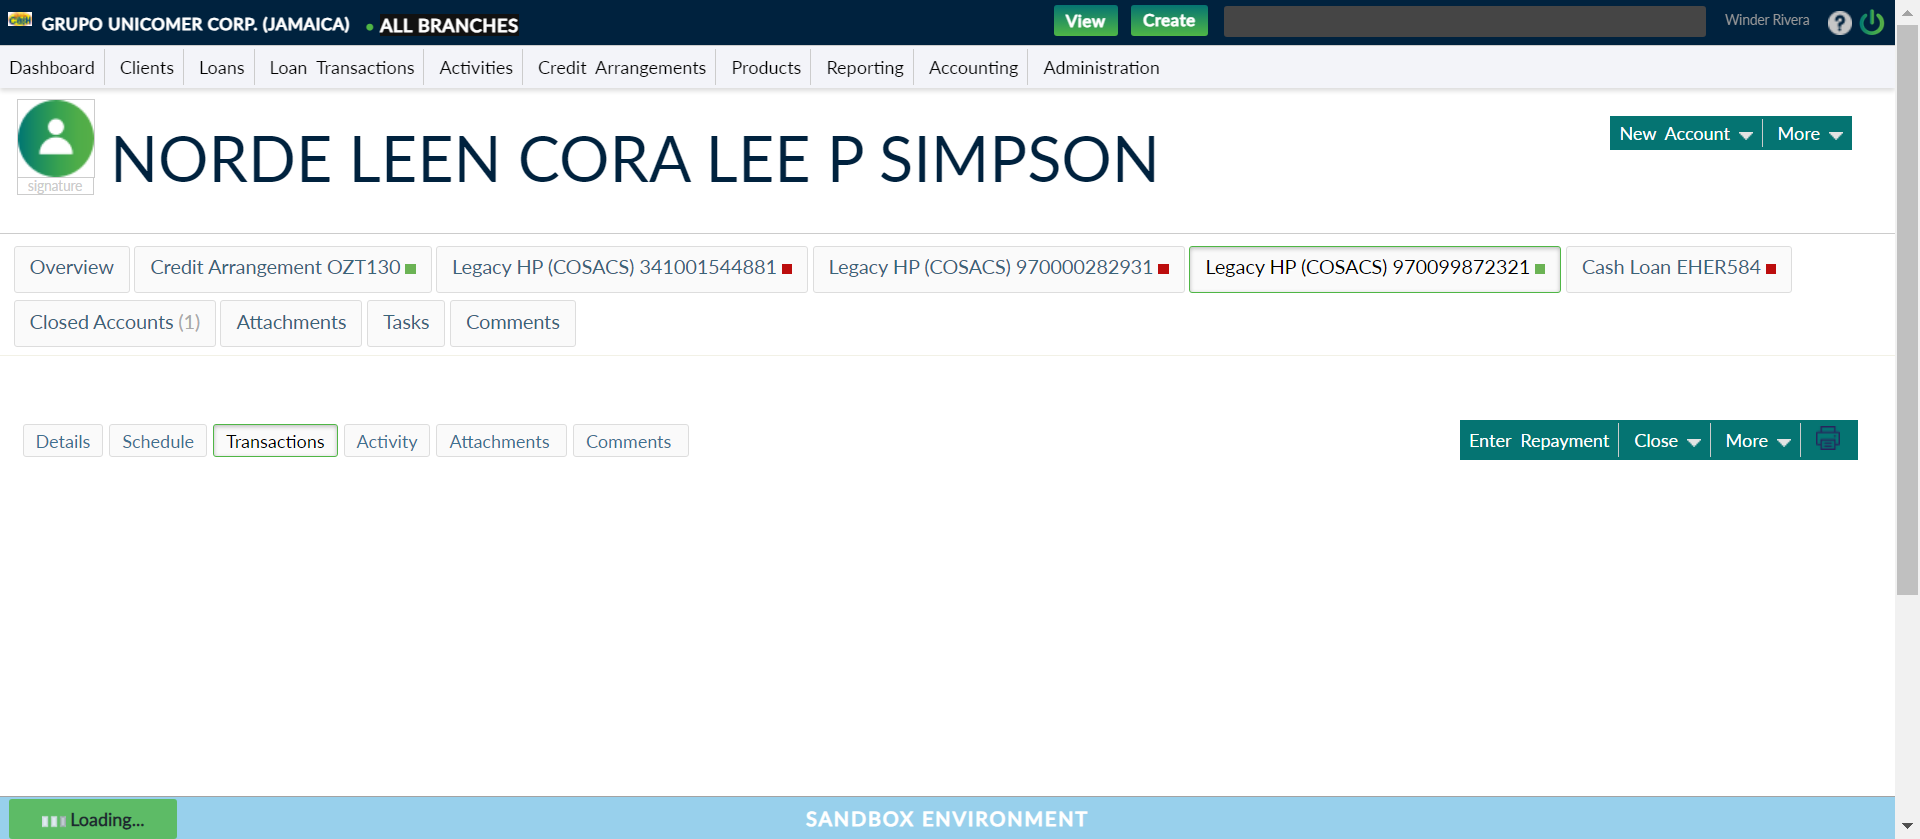 Cash GRUPO UNICOMER CORP. (JAMAICA) • ALL BRANCHES View Create Winder Rivera ?
Dashboard Clients Loans Loan Transactions Activities Credit Arrangements Products Reporting Accounting Administration
NORDE LEEN CORA LEE P SIMPSON New Account More
signature
Overview Credit Arrangement OZT130 Legacy HP (COSACS) 341001544881 Legacy HP (COSACS) 970000282931 Legacy HP (COSACS) 970099872321 Cash Loan EHER584
Closed Accounts (1) Attachments Tasks Comments
Details Schedule Transactions Activity Attachments Comments Enter Repayment Close More
Loading... SANDBOX ENVIRONMENT